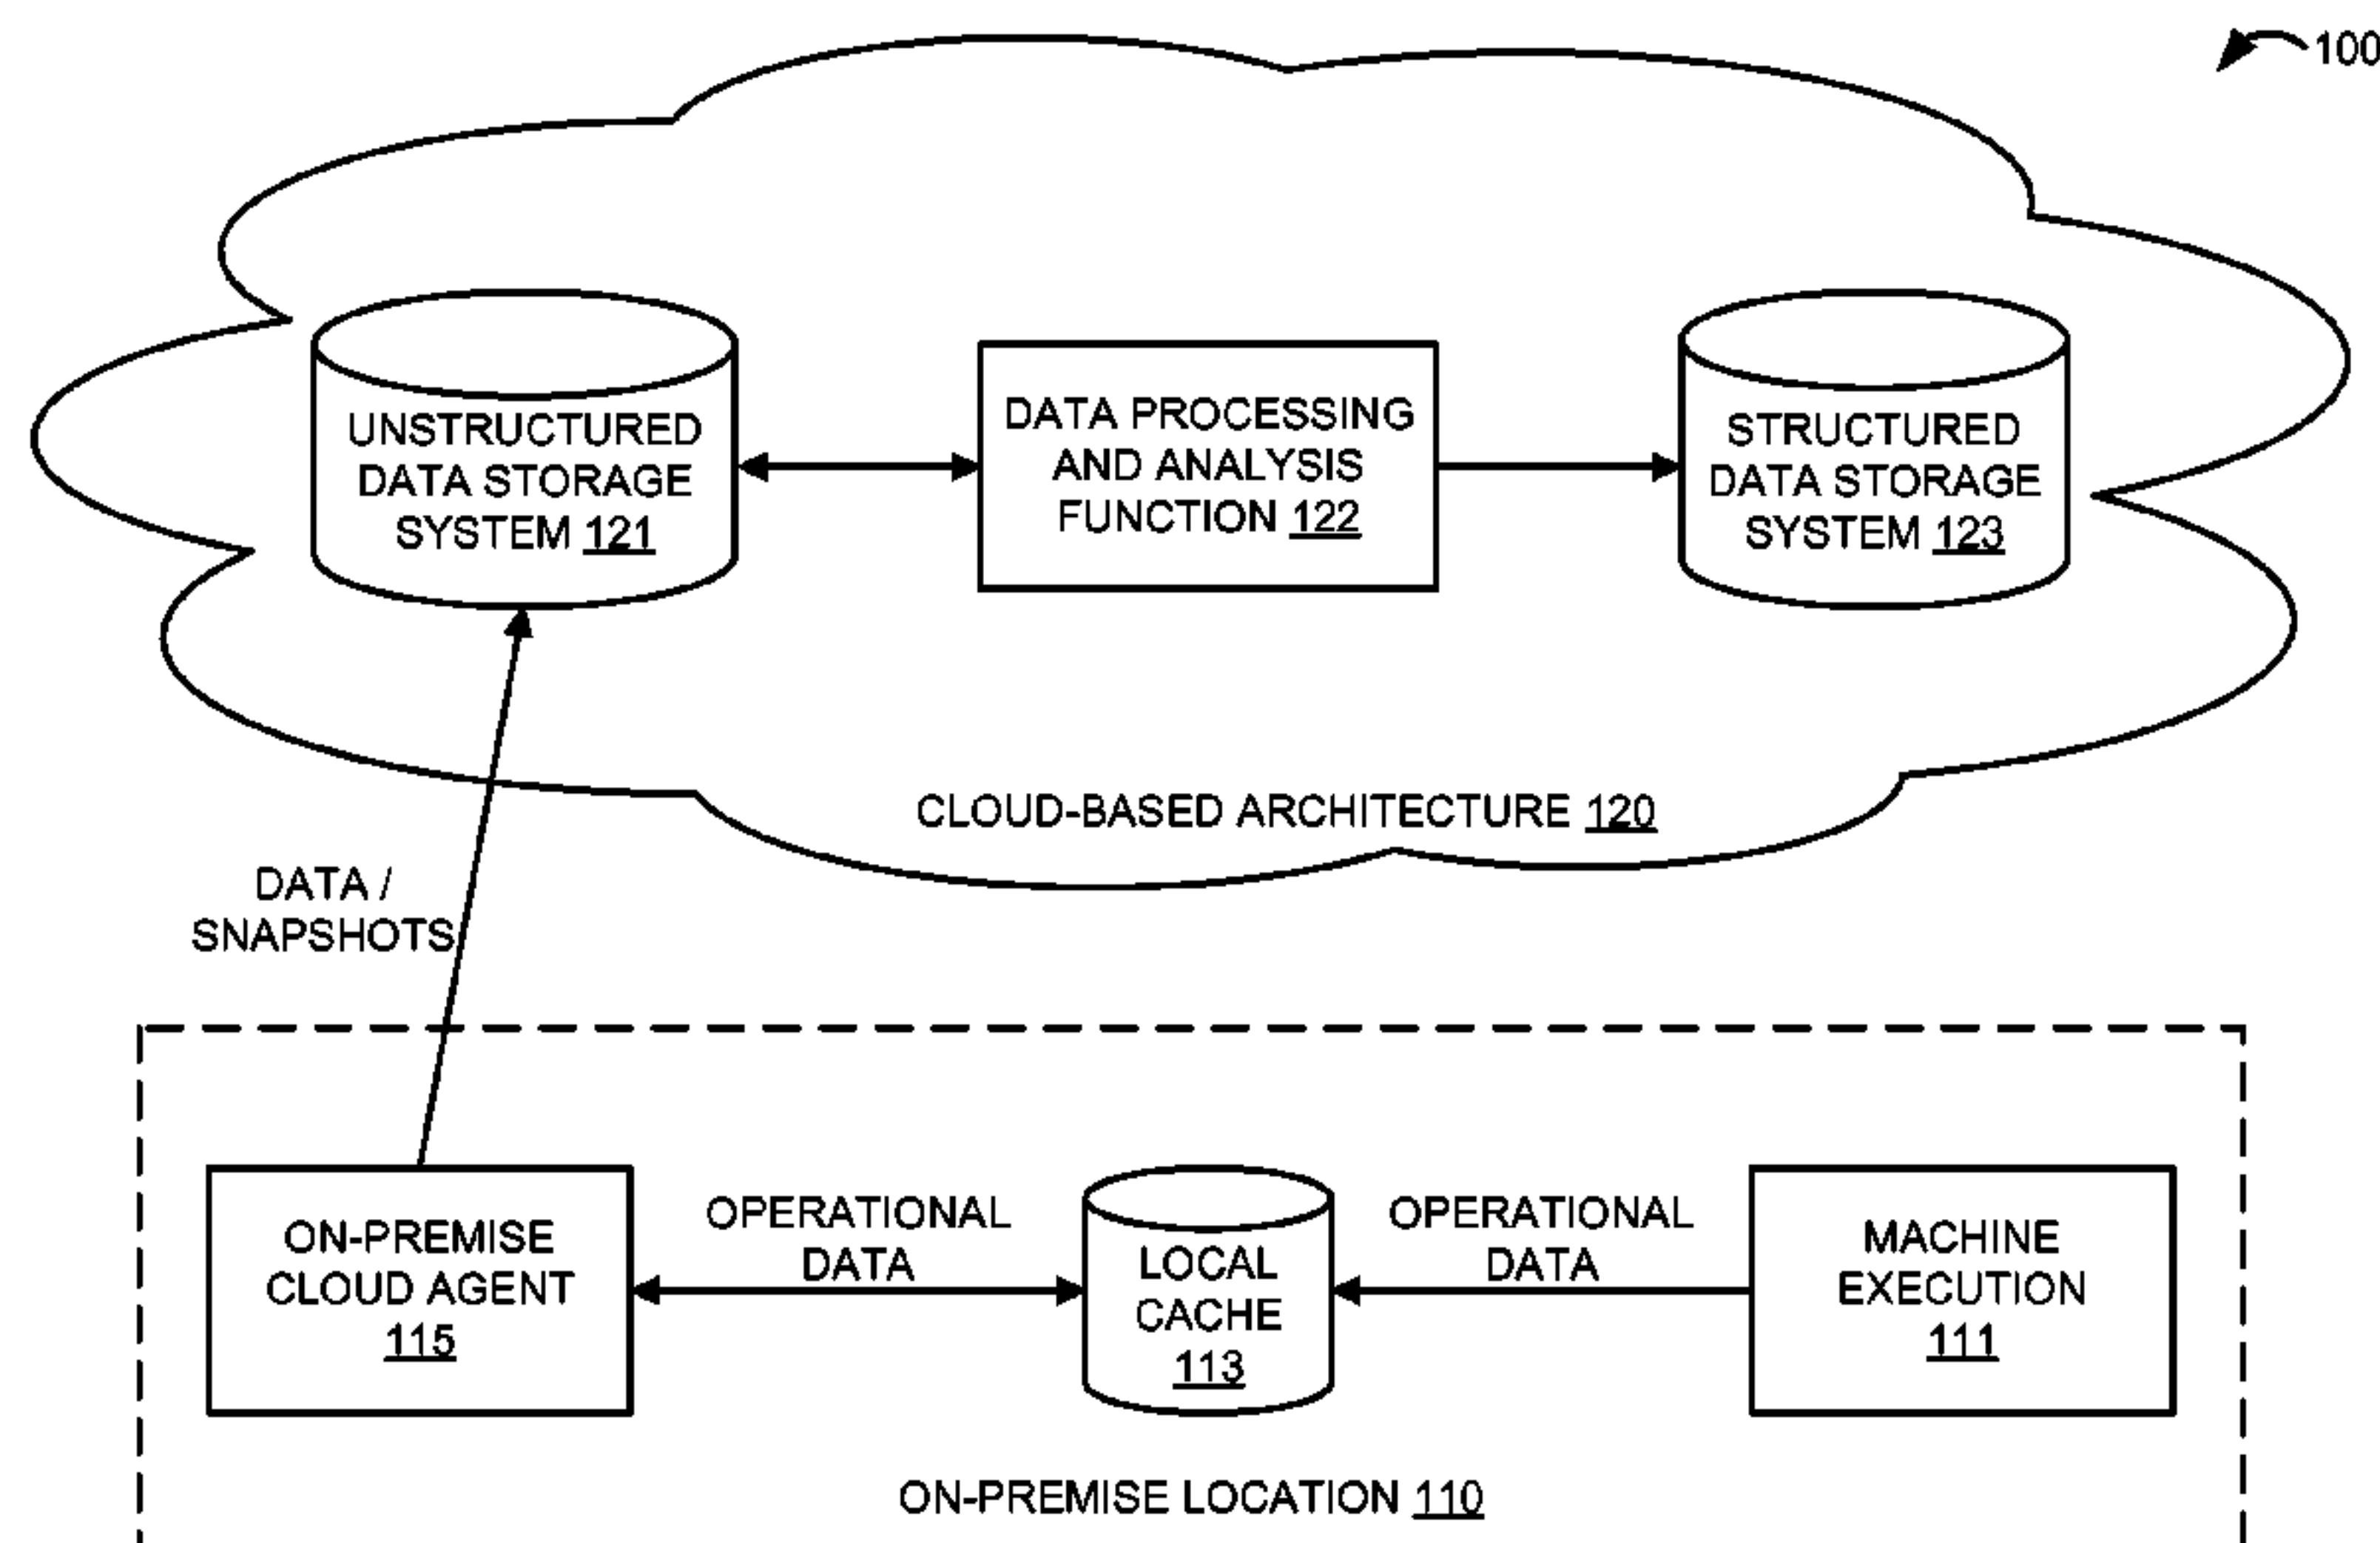 100
UNSTRUCTURED
DATA STORAGE
SYSTEM 121
DATA PROCESSING
AND ANALYSIS
FUNCTION 122
STRUCTURED
DATA STORAGE
SYSTEM 123
CLOUD-BASED ARCHITECTURE 120
DATA /
SNAPSHOTS
ON-PREMISE
CLOUD AGENT
115
OPERATIONAL
DATA
LOCAL
CACHE
113
OPERATIONAL
DATA
MACHINE
EXECUTION
111
ON-PREMISE LOCATION 110